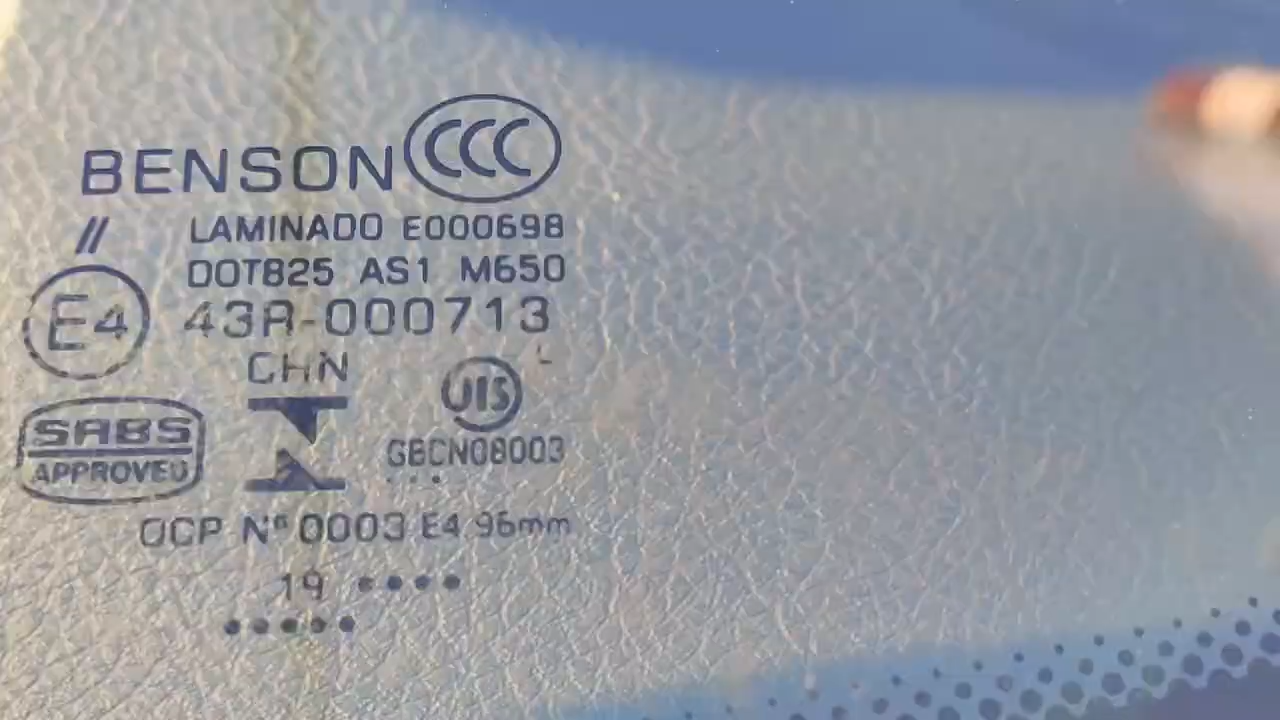 BENSON CCC
// LAMINADO E000698
DOT825 AS1 M650
E4 43R-000713
CHN
UIS
SABS
APPROVED
GBCN08003
OCP Nº 0003 E4 96mm
19